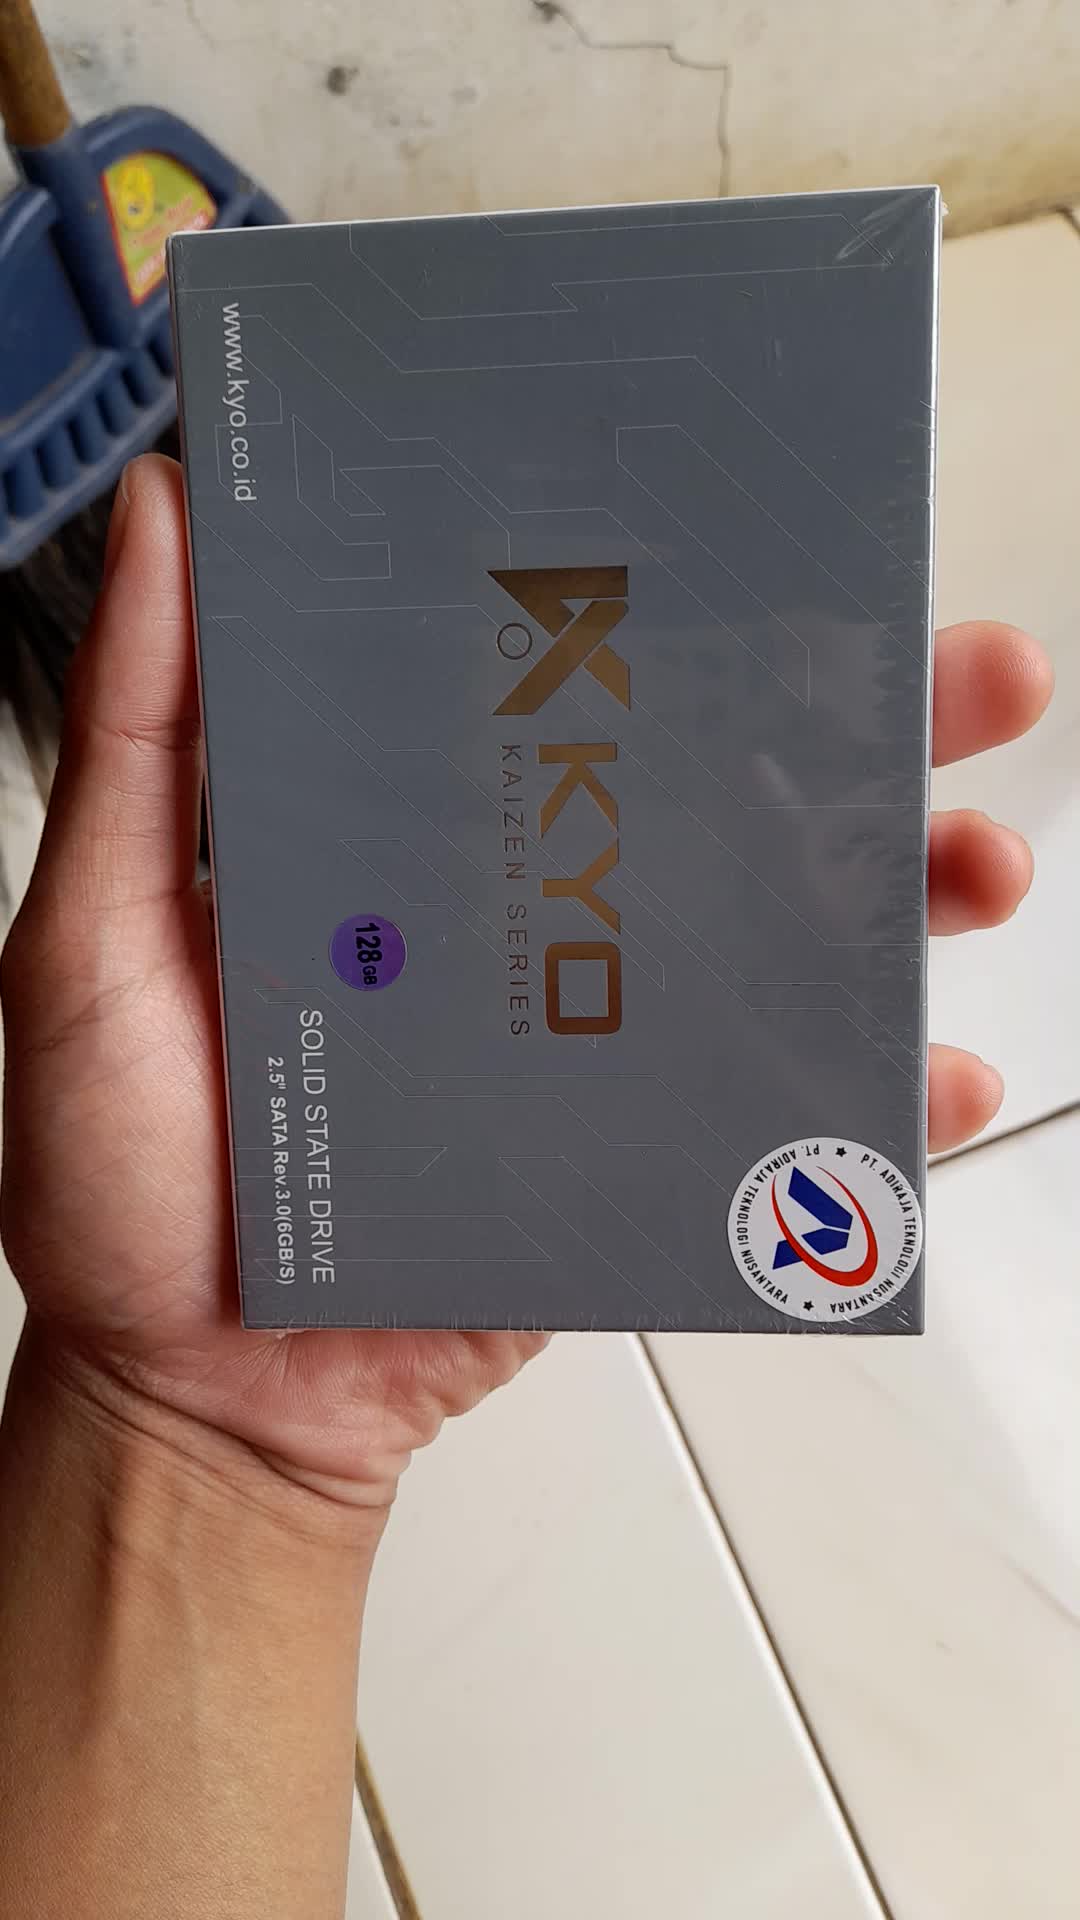 www.kyo.co.id
KYO
KAIZEN SERIES
128GB
SOLID STATE DRIVE
2.5" SATA Rev.3.0(6GB/S)
PT. ADIRAJA TEKNOLOGI NUSANTARA
PT. ADIRAJA TEKNOLOGI NUSANTARA